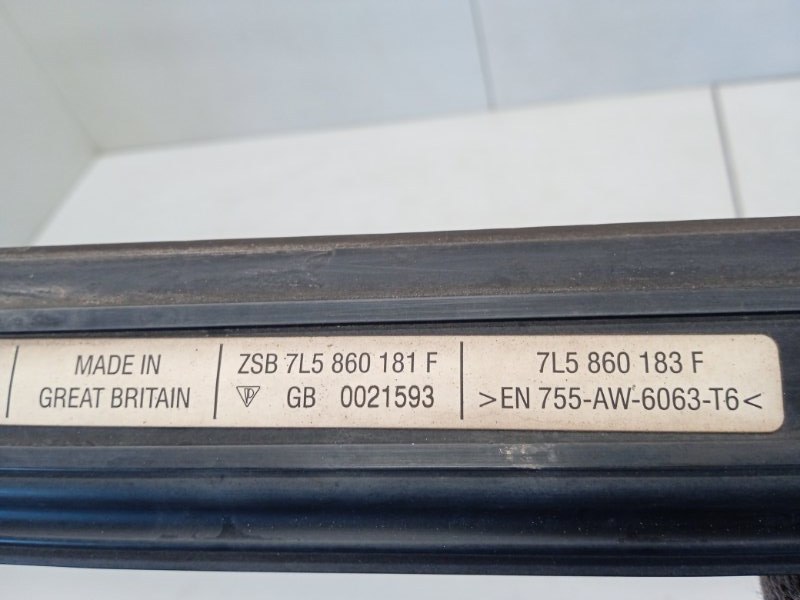 MADE IN
GREAT BRITAIN
ZSB 7L5 860 181 F
GB 0021593
7L5 860 183 F
>EN 755-AW-6063-T6<